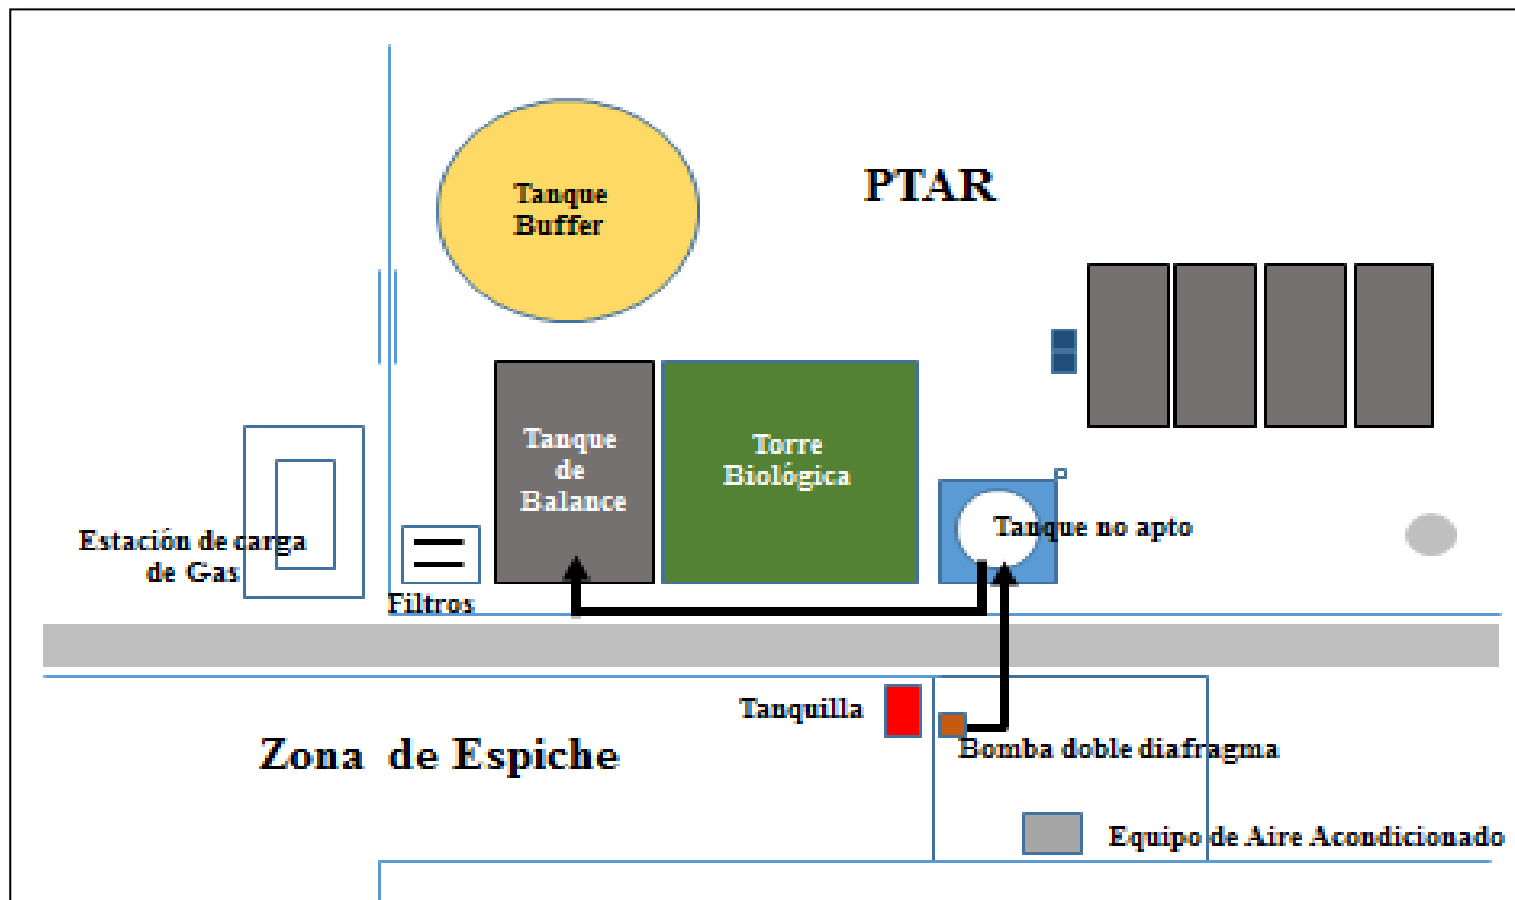 Tanque
Buffer
PTAR
Tanque
de
Balance
Torre
Biológica
Tanque no apto
Estación de carga
de Gas
Filtros
Tanquilla
Zona de Espiche
Bomba doble diafragma
Equipo de Aire Acondicionado